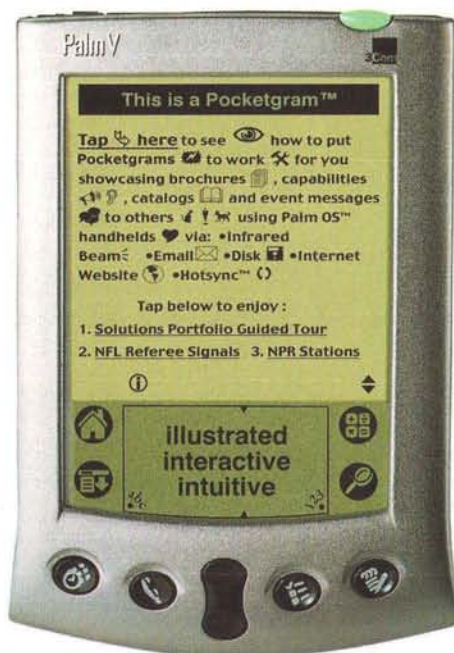 Palm V
3Com
This is a Pocketgram™
Tap here to see how to put
Pocketgrams to work for you
showcasing brochures , capabilities
, catalogs and event messages
to others ! using Palm OS™
handhelds via: •Infrared
Beam •Email •Disk •Internet
Website •Hotsync™
Tap below to enjoy :
1. Solutions Portfolio Guided Tour
2. NFL Referee Signals 3. NPR Stations
illustrated
interactive
intuitive
abc
123